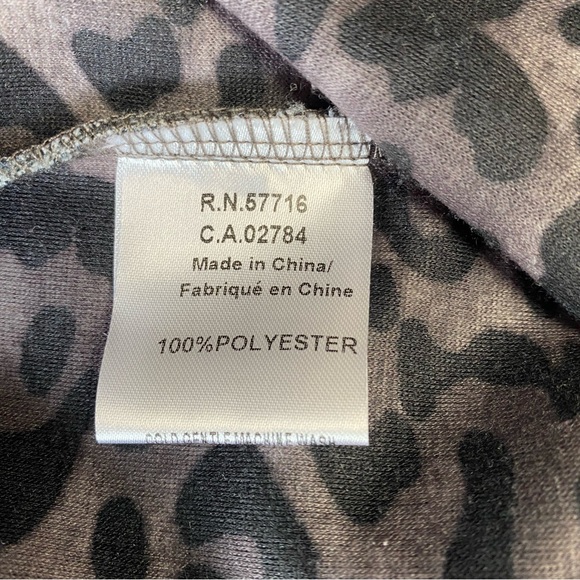 R.N.57716
C.A.02784
Made in China/
Fabriqué en Chine
100%POLYESTER
COLD GENTLE MACHINE WASH